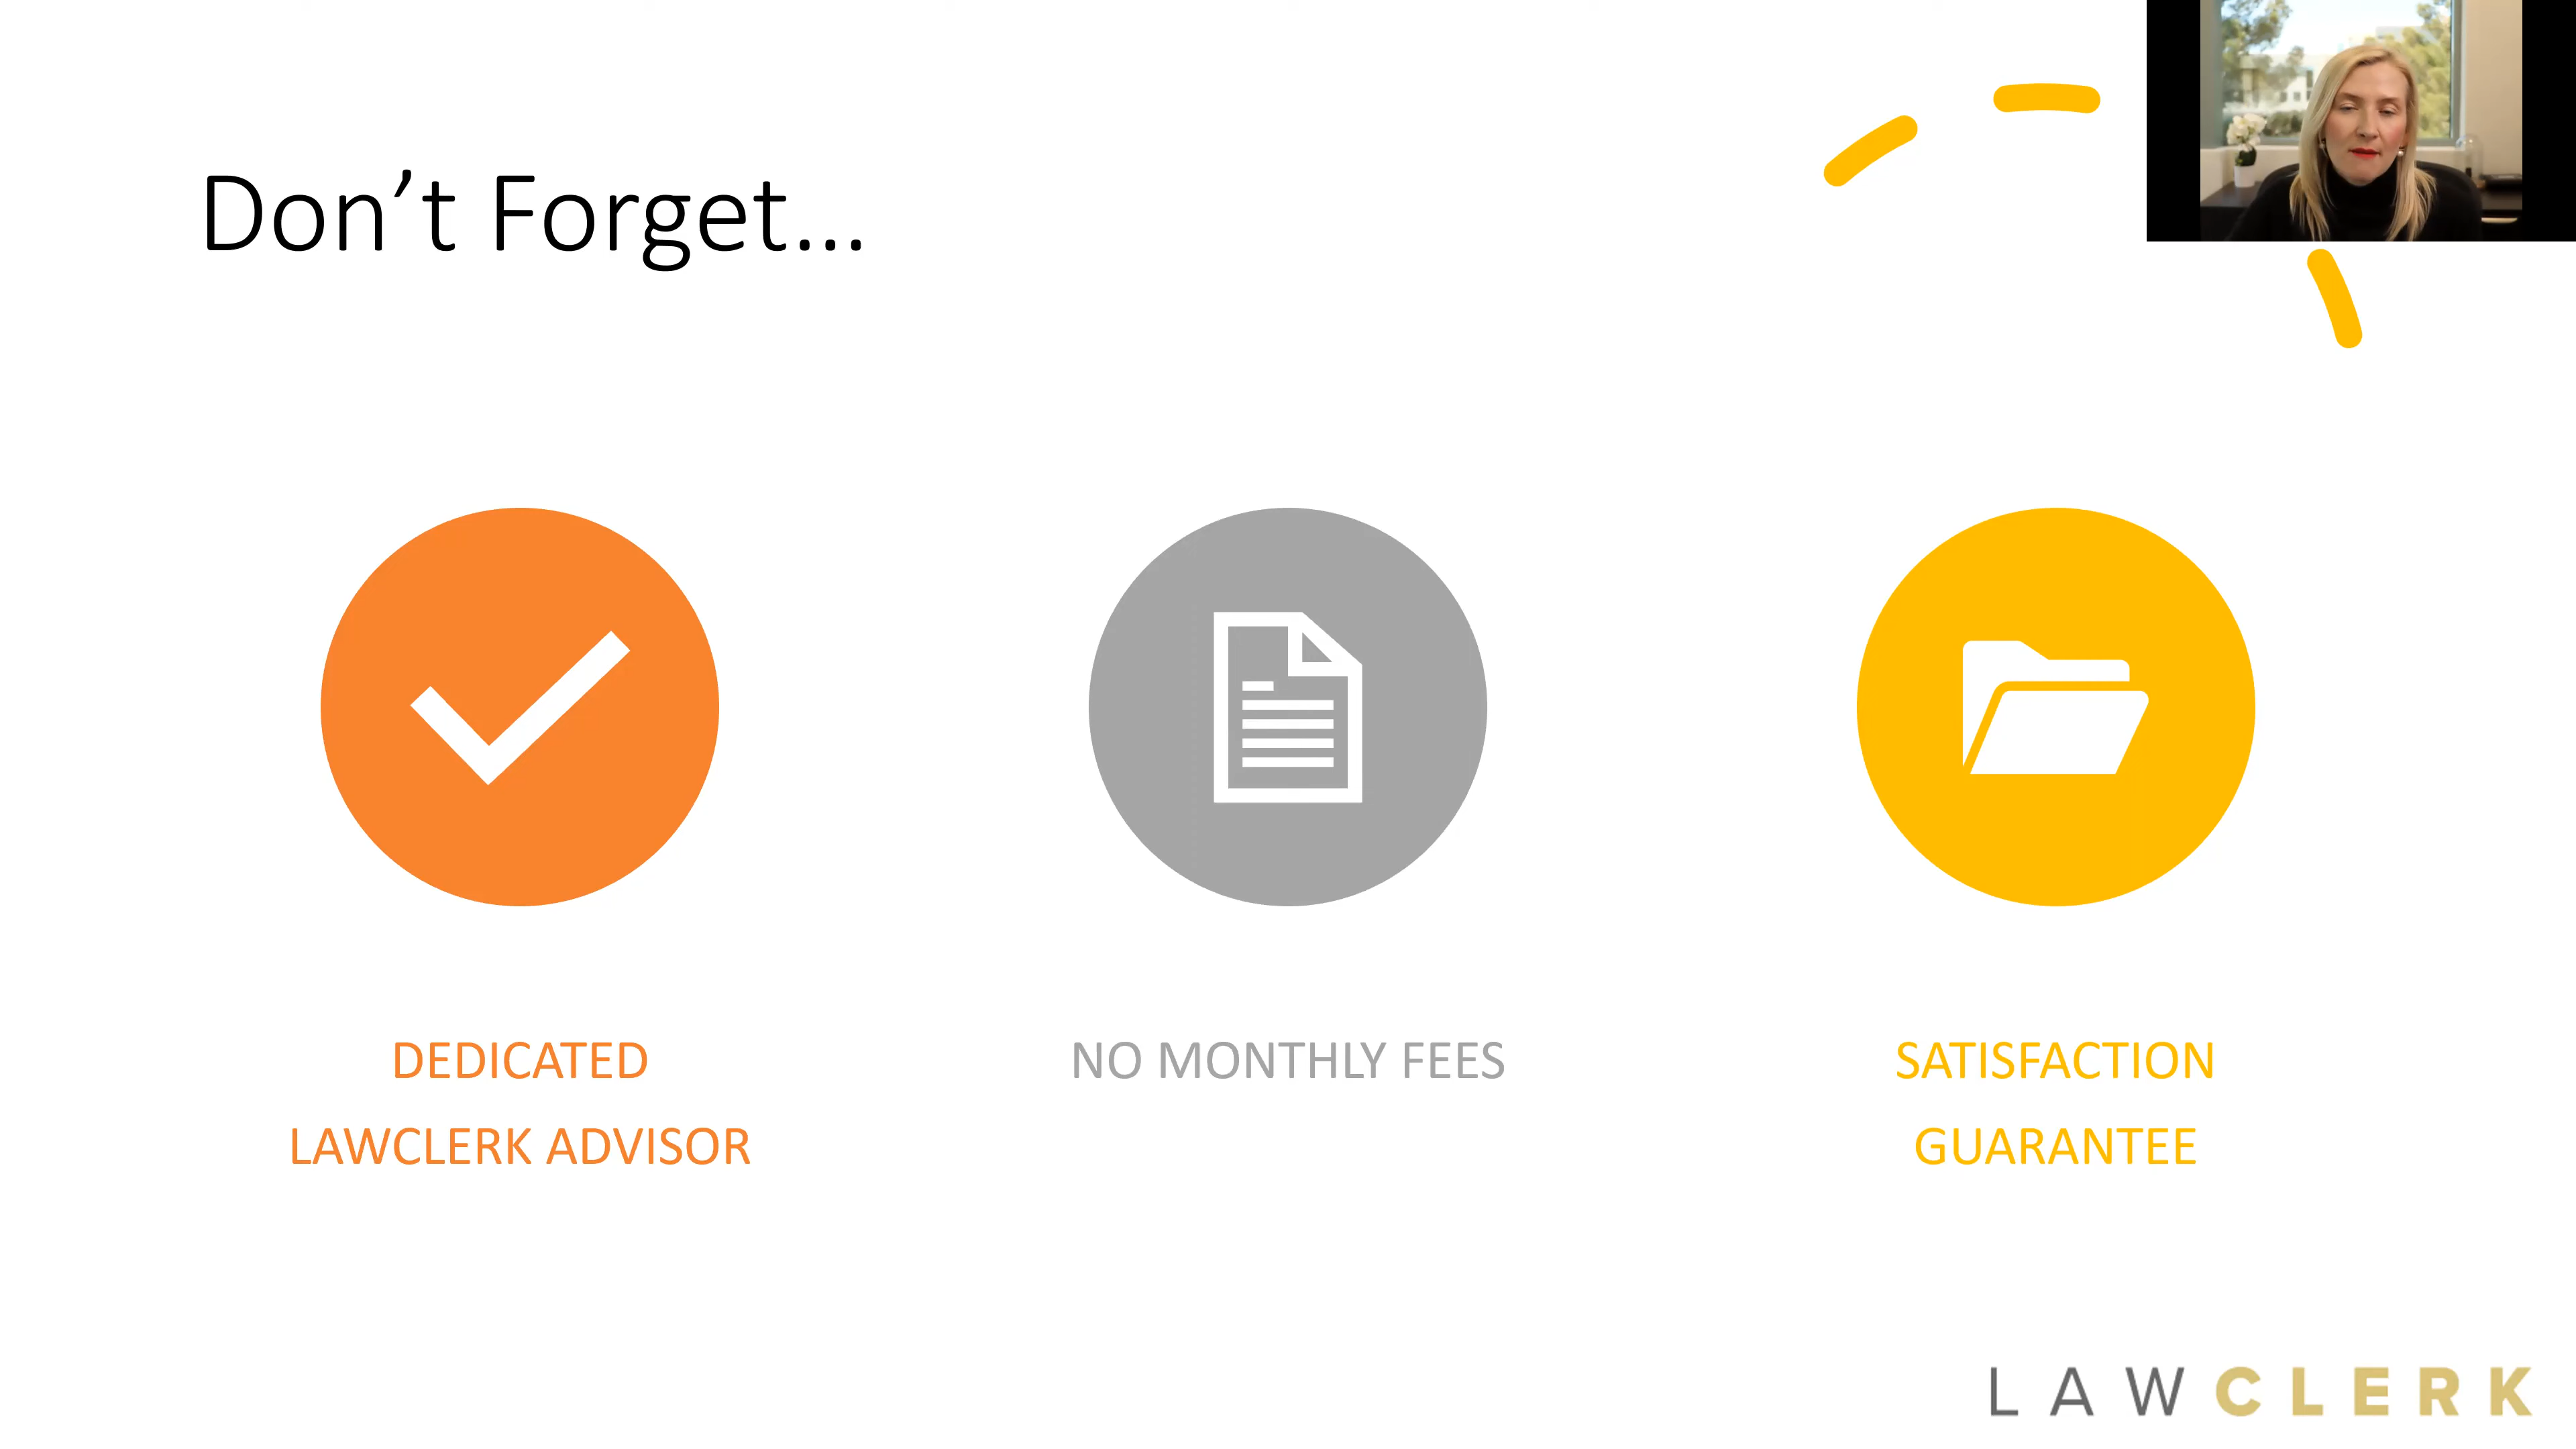 Don’t Forget...
DEDICATED
LAWCLERK ADVISOR
NO MONTHLY FEES
SATISFACTION
GUARANTEE
LAWCLERK